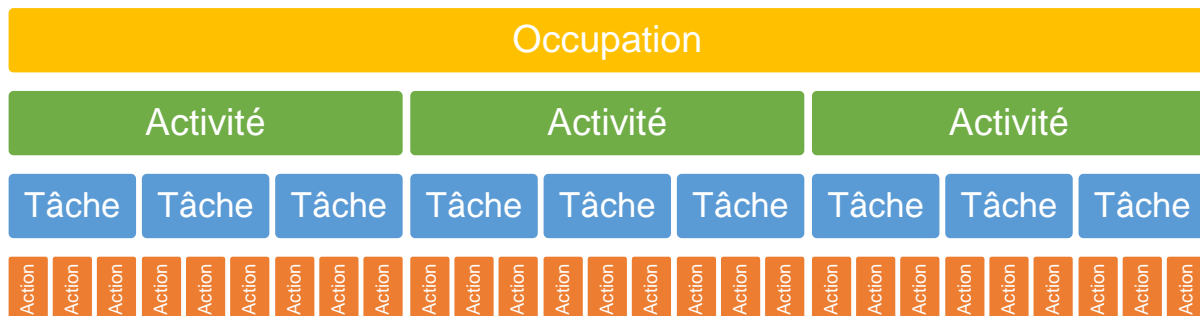 Occupation
Activité Activité Activité
Tâche Tâche Tâche Tâche Tâche Tâche Tâche Tâche Tâche
Action Action Action Action Action Action Action Action Action Action Action Action Action Action Action Action Action Action Action Action Action Action Action Action Action Action Action